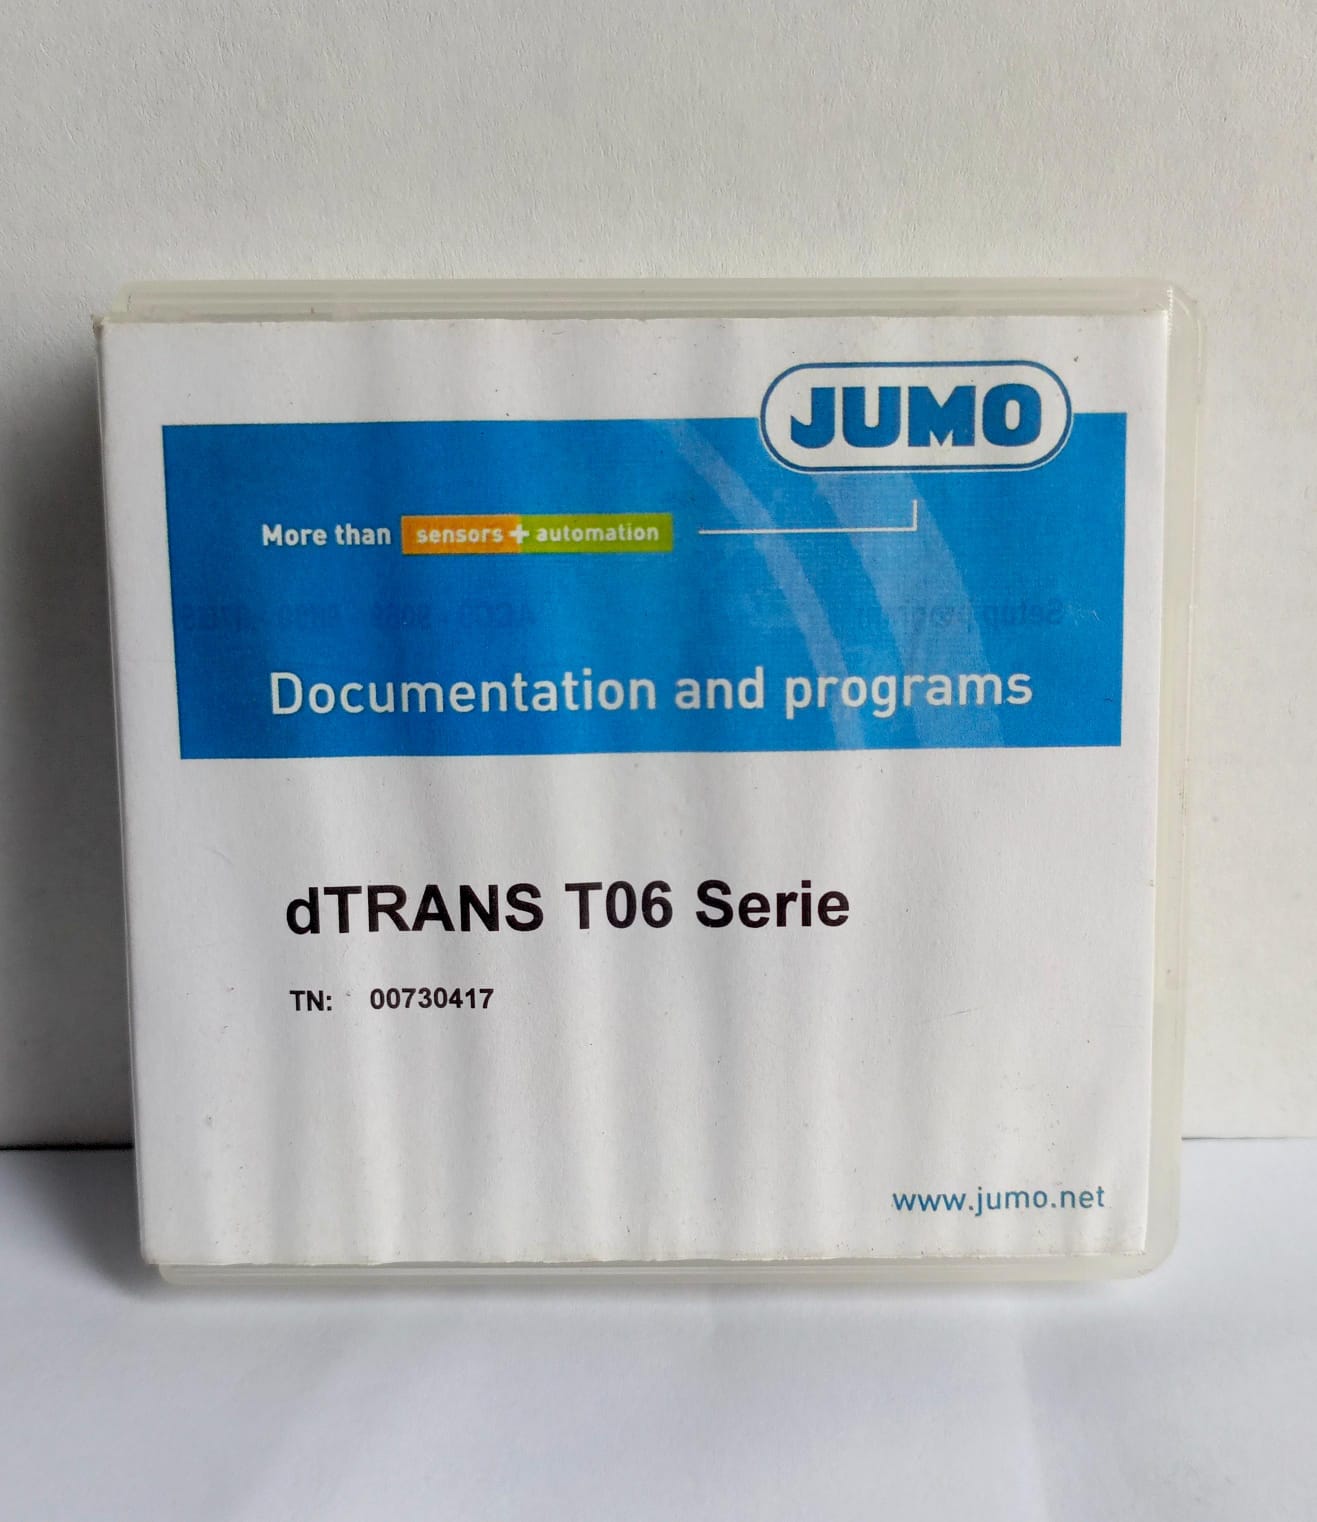 JUMO
More than sensors + automation
Documentation and programs
dTRANS T06 Serie
TN: 00730417
www.jumo.net